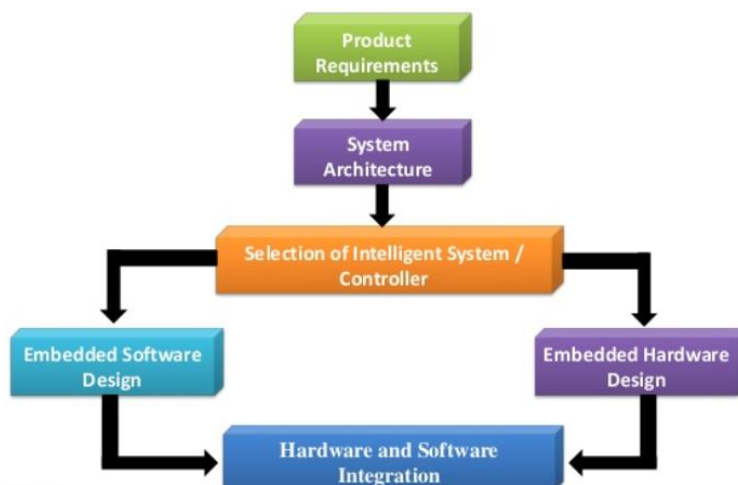 Product
Requirements
System
Architecture
Selection of Intelligent System /
Controller
Embedded Software
Design
Embedded Hardware
Design
Hardware and Software
Integration